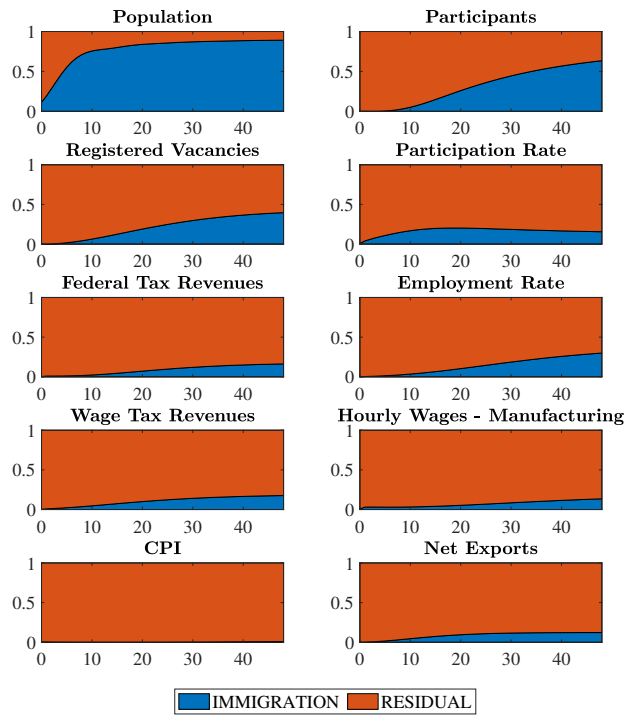 Population
Participants
1
0.5
0
0 10 20 30 40
1
0.5
0
0 10 20 30 40
Registered Vacancies
Participation Rate
1
0.5
0
0 10 20 30 40
1
0.5
0
0 10 20 30 40
Federal Tax Revenues
Employment Rate
1
0.5
0
0 10 20 30 40
1
0.5
0
0 10 20 30 40
Wage Tax Revenues
Hourly Wages - Manufacturing
1
0.5
0
0 10 20 30 40
1
0.5
0
0 10 20 30 40
CPI
Net Exports
1
0.5
0
0 10 20 30 40
1
0.5
0
0 10 20 30 40
IMMIGRATION RESIDUAL